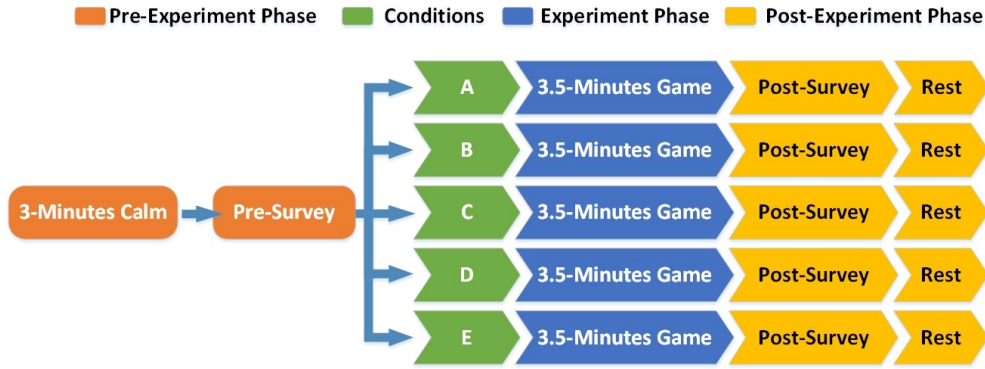 Pre-Experiment Phase Conditions Experiment Phase Post-Experiment Phase
A 3.5-Minutes Game Post-Survey Rest
B 3.5-Minutes Game Post-Survey Rest
3-Minutes Calm Pre-Survey C 3.5-Minutes Game Post-Survey Rest
D 3.5-Minutes Game Post-Survey Rest
E 3.5-Minutes Game Post-Survey Rest